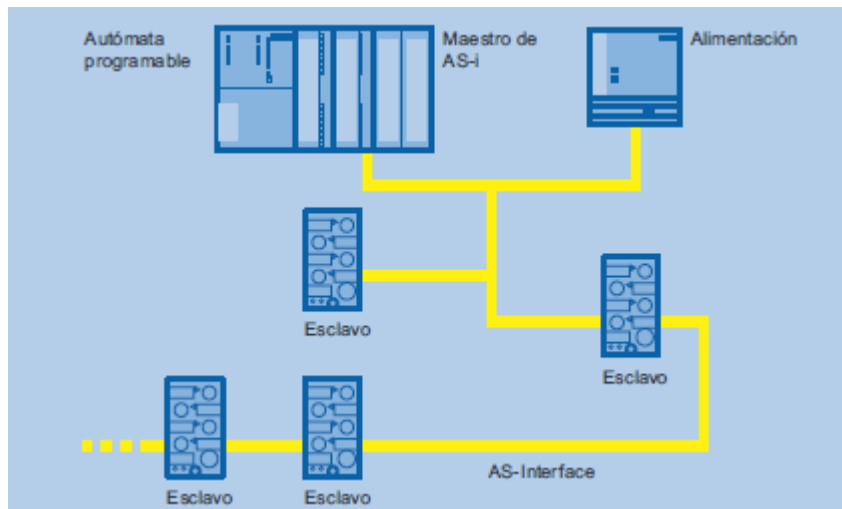 Autómata
programable
Maestro de
AS-i
Alimentación
Esclavo
Esclavo
Esclavo
Esclavo
AS-Interface